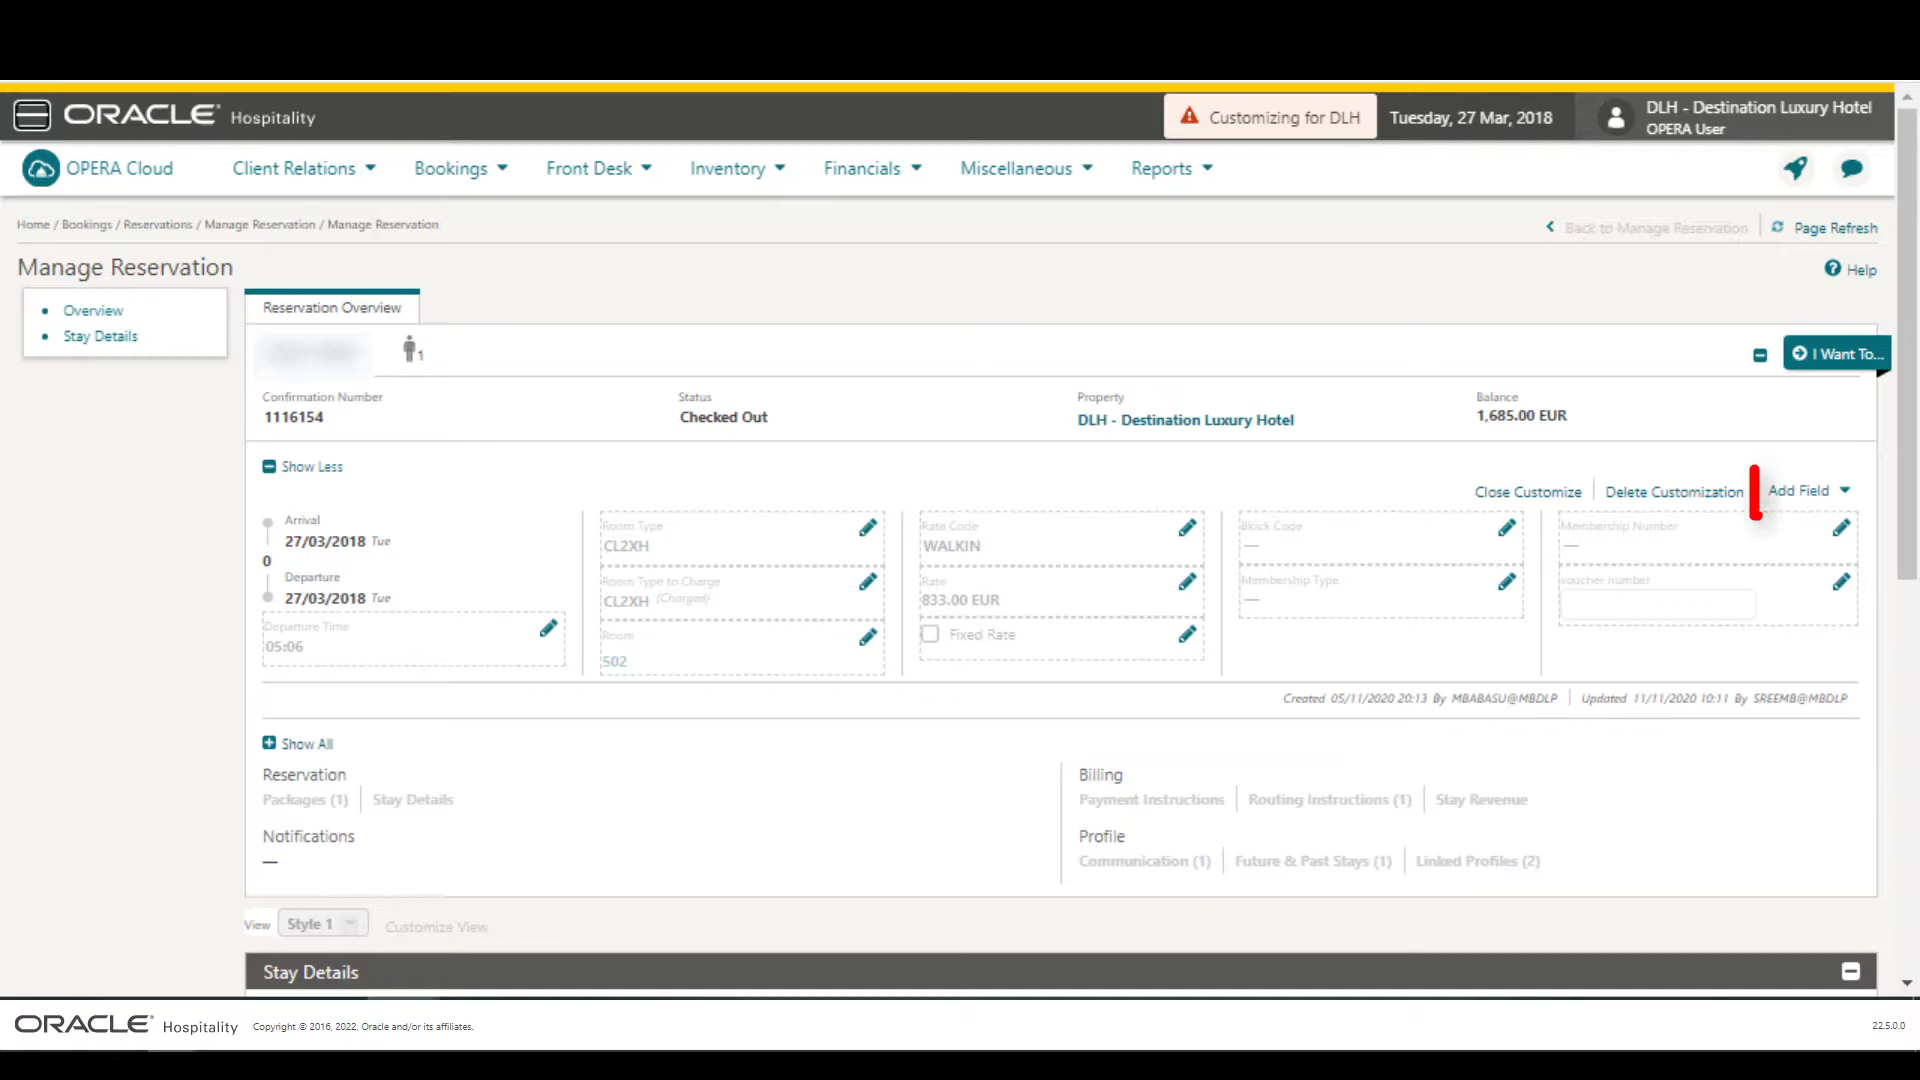 ORACLE Hospitality
Customizing for DLH
Tuesday, 27 Mar, 2018
DLH - Destination Luxury Hotel
OPERA User
OPERA Cloud
Client Relations
Bookings
Front Desk
Inventory
Financials
Miscellaneous
Reports
Home / Bookings / Reservations / Manage Reservation / Manage Reservation
Back to Manage Reservation
Page Refresh
Manage Reservation
Help
Overview
Stay Details
Reservation Overview
1
I Want To...
Confirmation Number
1116154
Status
Checked Out
Property
DLH - Destination Luxury Hotel
Balance
1,685.00 EUR
Show Less
Close Customize
Delete Customization
Add Field
Arrival
27/03/2018 Tue
0
Departure
27/03/2018 Tue
Departure Time
05:06
Room Type
CL2XH
Room Type to Charge
CL2XH (Charged)
Room
502
Rate Code
WALKIN
Rate
833.00 EUR
Fixed Rate
Block Code
—
Membership Type
—
Membership Number
—
voucher number
Created 05/11/2020 20:13 By MBABASU@MBDLP
Updated 11/11/2020 10:11 By SREEMB@MBDLP
Show All
Reservation
Packages (1)
Stay Details
Notifications
—
Billing
Payment Instructions
Routing Instructions (1)
Stay Revenue
Profile
Communication (1)
Future & Past Stays (1)
Linked Profiles (2)
View
Style 1
Customize View
Stay Details
ORACLE Hospitality
Copyright © 2016, 2022, Oracle and/or its affiliates.
22.5.0.0